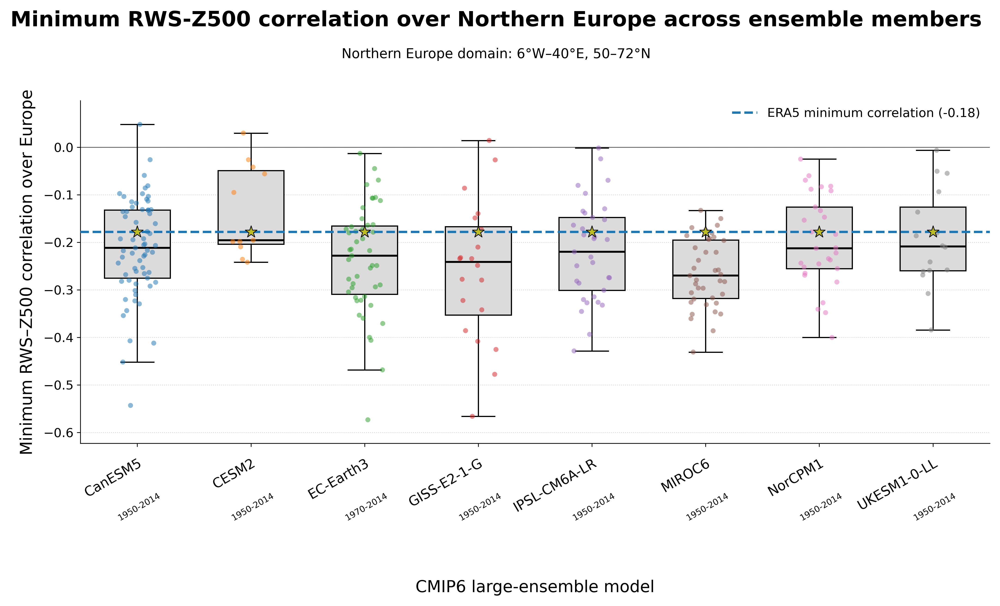 Minimum RWS-Z500 correlation over Northern Europe across ensemble members
Northern Europe domain: 6°W–40°E, 50–72°N
Minimum RWS–Z500 correlation over Europe
ERA5 minimum correlation (-0.18)
0.0
−0.1
−0.2
−0.3
−0.4
−0.5
−0.6
CanESM5
1950-2014
CESM2
1950-2014
EC-Earth3
1970-2014
GISS-E2-1-G
1950-2014
IPSL-CM6A-LR
1950-2014
MIROC6
1950-2014
NorCPM1
1950-2014
UKESM1-0-LL
1950-2014
CMIP6 large-ensemble model